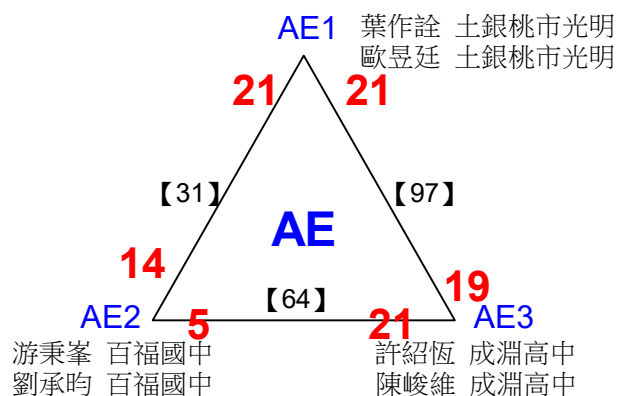 AE1 葉作詮 土銀桃市光明
歐昱廷 土銀桃市光明
21 21
【31】 【97】
AE
14 19
【64】
AE2 5 21 AE3
游秉峯 百福國中 許紹恆 成淵高中
劉承昀 百福國中 陳峻維 成淵高中